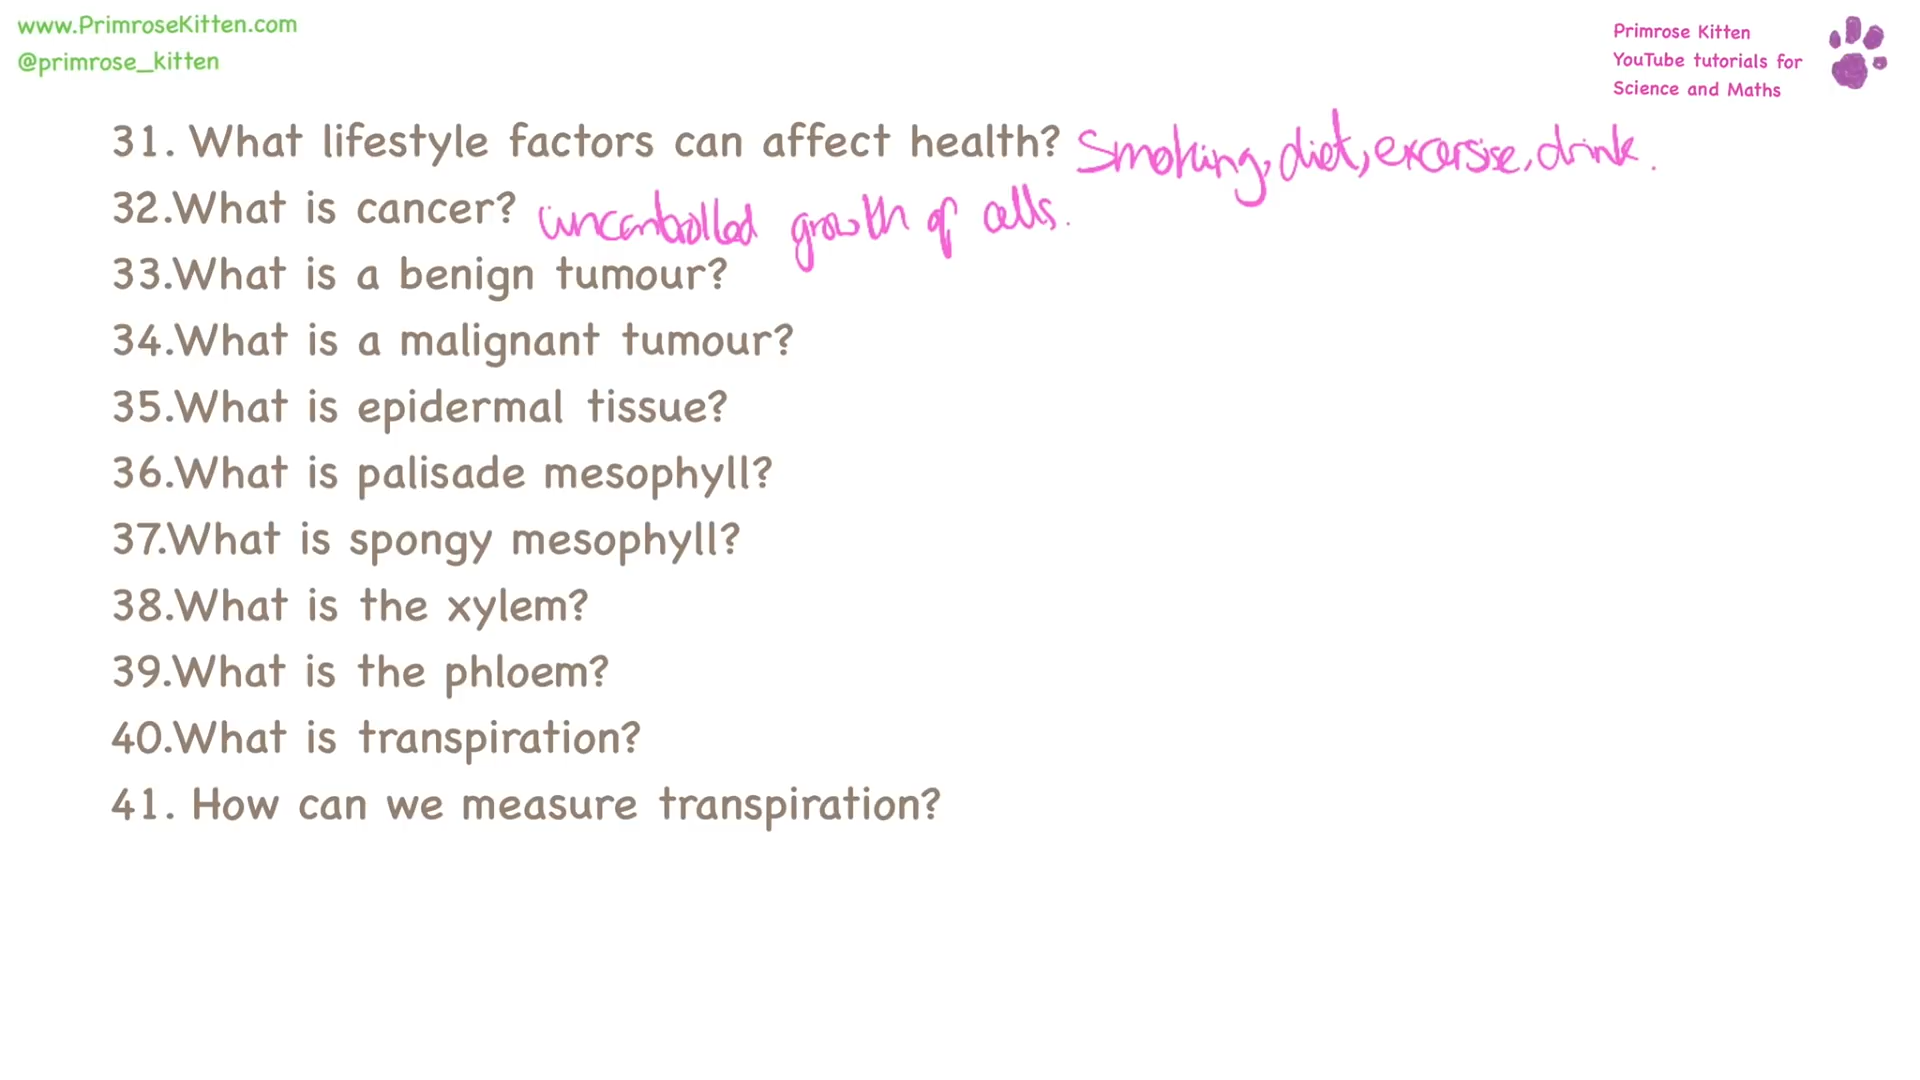 www.PrimroseKitten.com
@primrose_kitten
Primrose Kitten
YouTube tutorials for
Science and Maths
31. What lifestyle factors can affect health? Smoking, diet, excersise, drink.
32.What is cancer? uncontrolled growth of cells.
33.What is a benign tumour?
34.What is a malignant tumour?
35.What is epidermal tissue?
36.What is palisade mesophyll?
37.What is spongy mesophyll?
38.What is the xylem?
39.What is the phloem?
40.What is transpiration?
41. How can we measure transpiration?